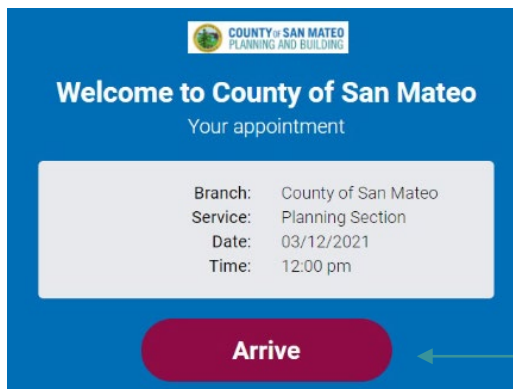 COUNTY OF SAN MATEO
PLANNING AND BUILDING
Welcome to County of San Mateo
Your appointment
Branch: County of San Mateo
Service: Planning Section
Date: 03/12/2021
Time: 12:00 pm
Arrive